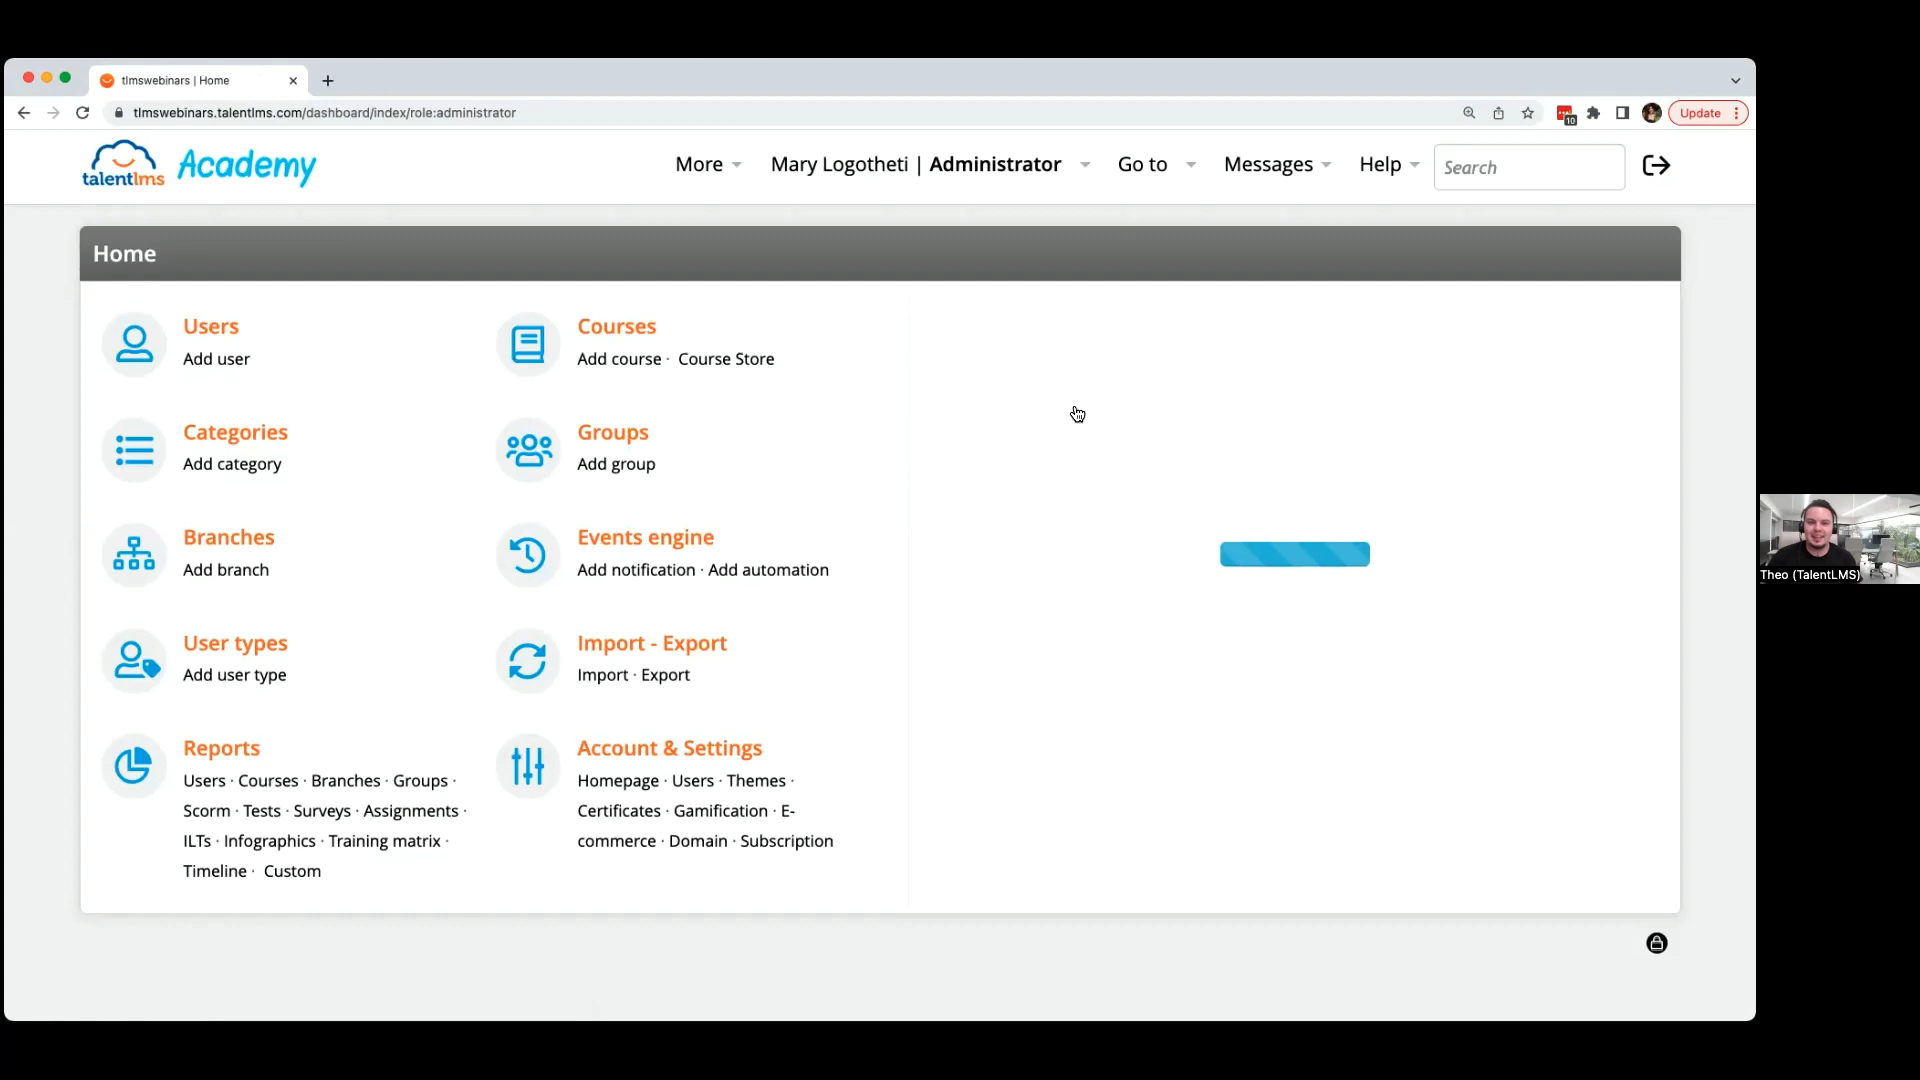 tlmswebinars | Home
tlmswebinars.talentlms.com/dashboard/index/role:administrator
10
Update
talentlms Academy
More
Mary Logotheti | Administrator
Go to
Messages
Help
Search
Home
Users
Add user
Courses
Add course · Course Store
Categories
Add category
Groups
Add group
Branches
Add branch
Events engine
Add notification · Add automation
User types
Add user type
Import - Export
Import · Export
Reports
Users · Courses · Branches · Groups ·
Scorm · Tests · Surveys · Assignments ·
ILTs · Infographics · Training matrix ·
Timeline · Custom
Account & Settings
Homepage · Users · Themes ·
Certificates · Gamification · E-
commerce · Domain · Subscription
Theo (TalentLMS)